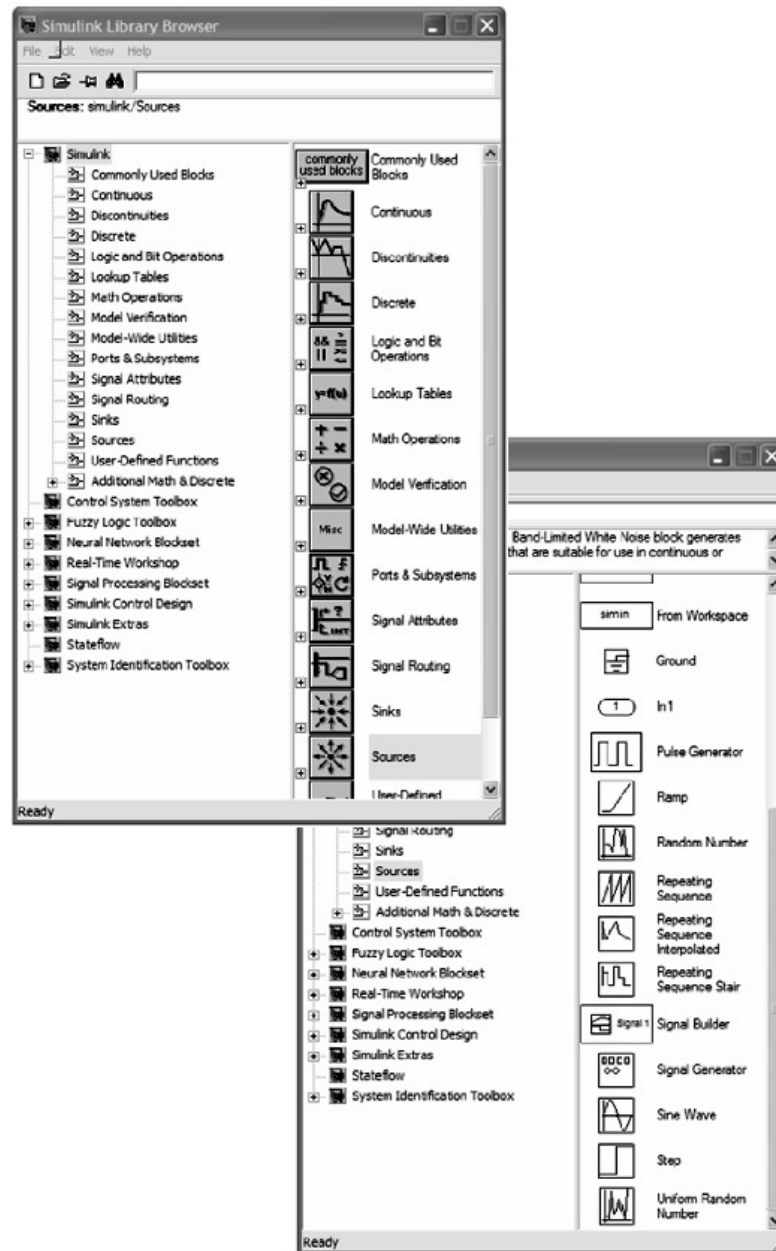 Simulink Library Browser
File Edit View Help
Sources: simulink/Sources
Simulink
Commonly Used Blocks
Continuous
Discontinuities
Discrete
Logic and Bit Operations
Lookup Tables
Math Operations
Model Verification
Model-Wide Utilities
Ports & Subsystems
Signal Attributes
Signal Routing
Sinks
Sources
User-Defined Functions
Additional Math & Discrete
Control System Toolbox
Fuzzy Logic Toolbox
Neural Network Blockset
Real-Time Workshop
Signal Processing Blockset
Simulink Control Design
Simulink Extras
Stateflow
System Identification Toolbox
commonly
used blocks
Commonly Used
Blocks
Continuous
Discontinuities
Discrete
Logic and Bit
Operations
y=f(u)
Lookup Tables
Math Operations
Model Verification
Misc
Model-Wide Utilities
Ports & Subsystems
Signal Attributes
Signal Routing
Sinks
Sources
User-Defined
Ready
Band-Limited White Noise block generates
that are suitable for use in continuous or
Signal Routing
Sinks
Sources
User-Defined Functions
Additional Math & Discrete
Control System Toolbox
Fuzzy Logic Toolbox
Neural Network Blockset
Real-Time Workshop
Signal Processing Blockset
Simulink Control Design
Simulink Extras
Stateflow
System Identification Toolbox
simin
From Workspace
Ground
1
In1
Pulse Generator
Ramp
Random Number
Repeating
Sequence
Repeating
Sequence
Interpolated
Repeating
Sequence Stair
Signal 1
Signal Builder
Signal Generator
Sine Wave
Step
Uniform Random
Number
Ready